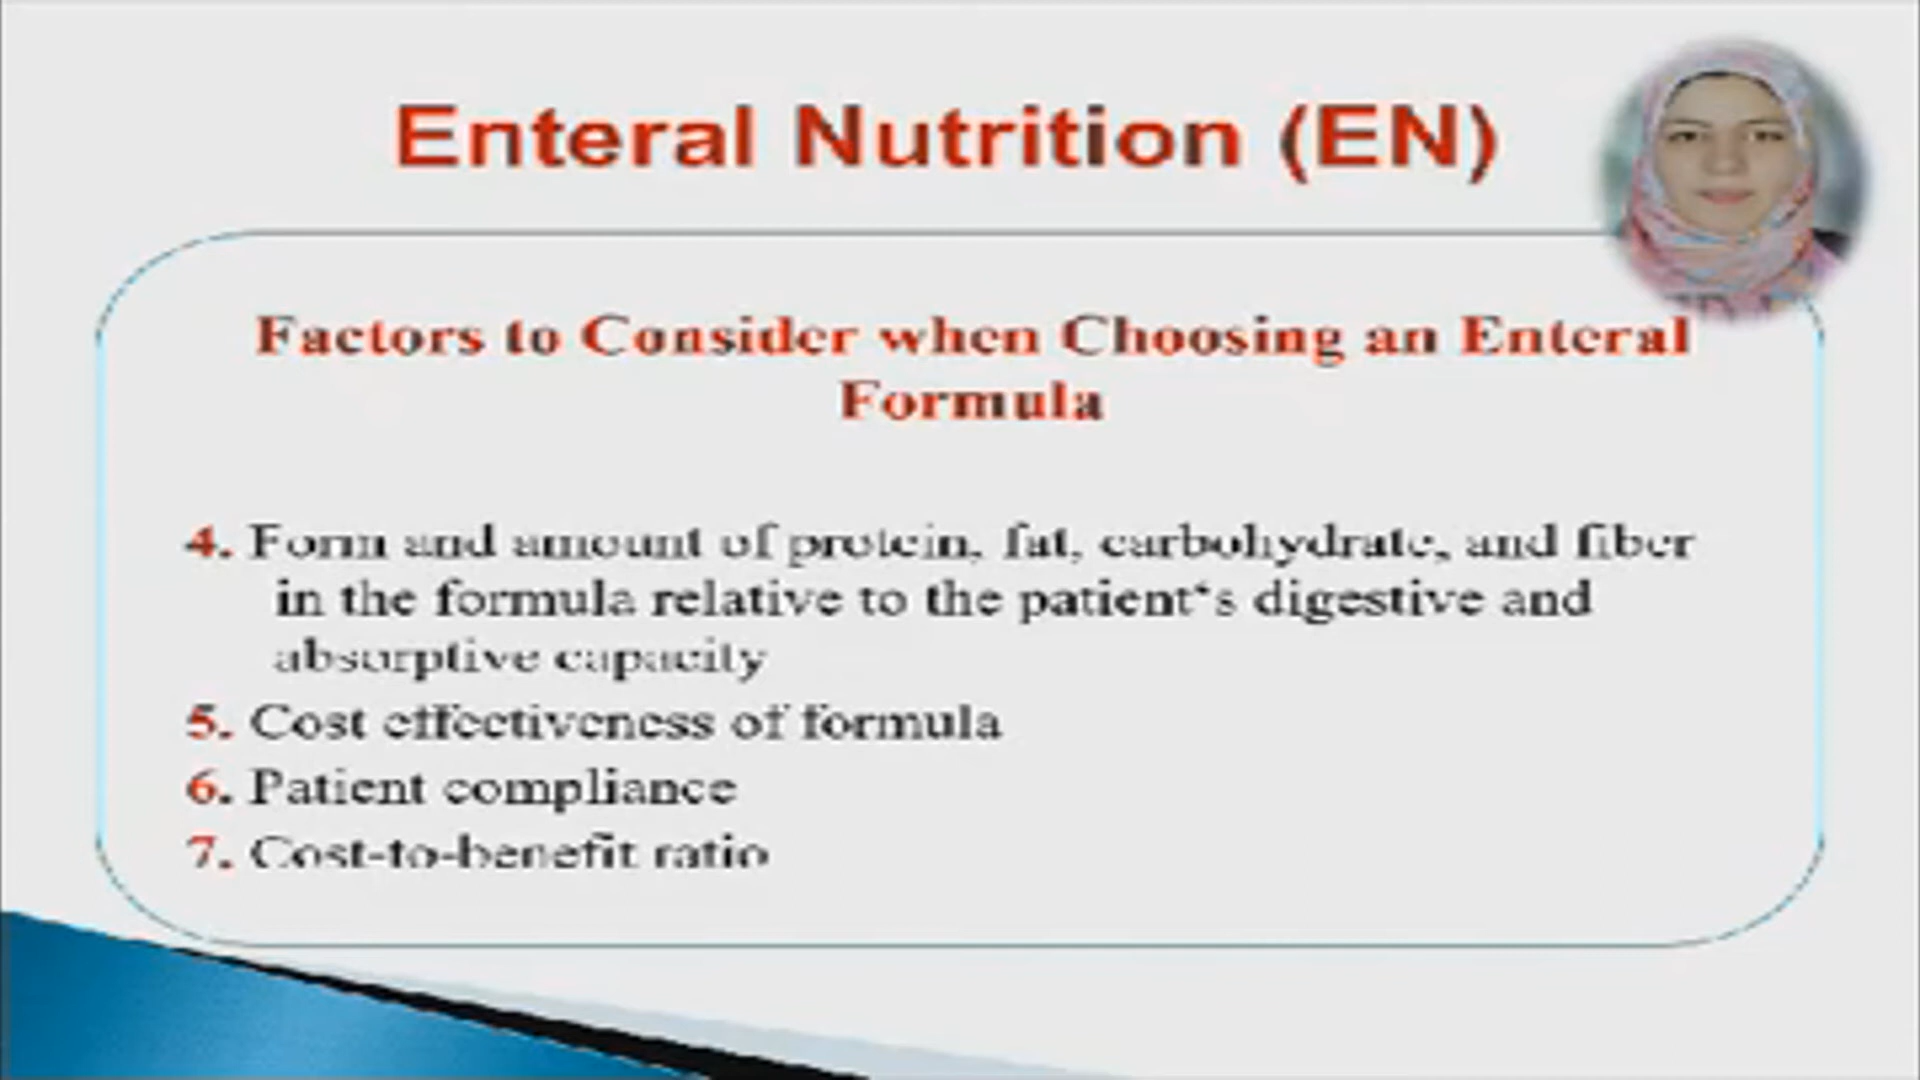 Enteral Nutrition (EN)
Factors to Consider when Choosing an Enteral
Formula
4. Form and amount of protein, fat, carbohydrate, and fiber
in the formula relative to the patient‘s digestive and
absorptive capacity
5. Cost effectiveness of formula
6. Patient compliance
7. Cost-to-benefit ratio